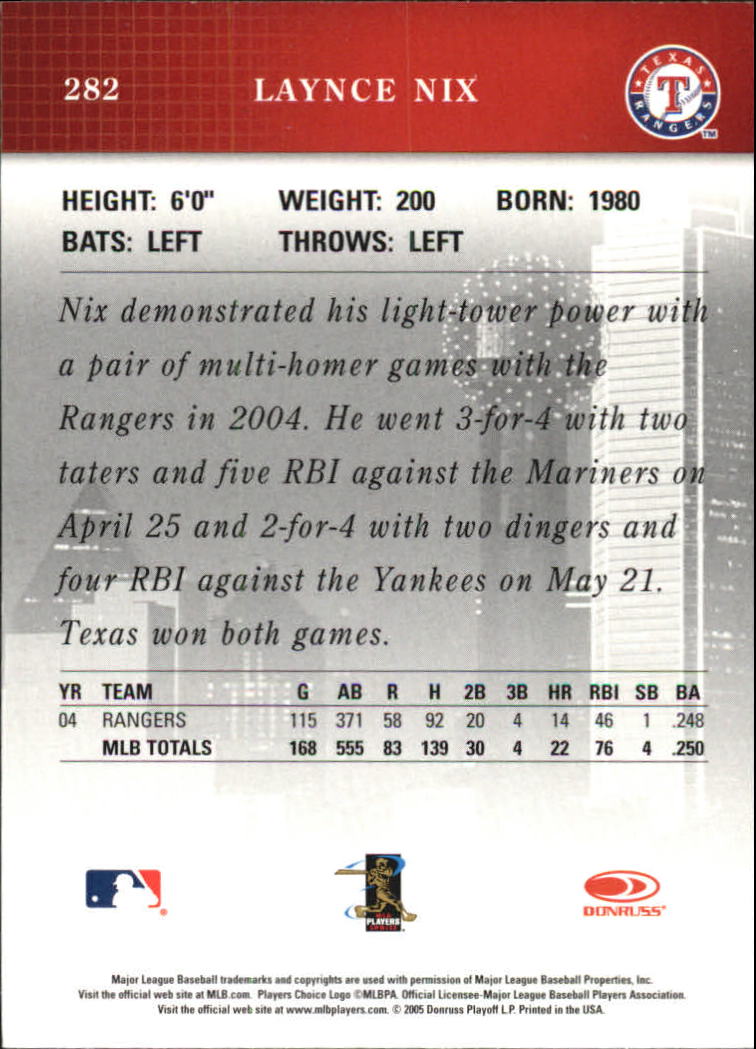 282 LAYNCE NIX
TEXAS RANGERS
T
TM
HEIGHT: 6'0" WEIGHT: 200 BORN: 1980
BATS: LEFT THROWS: LEFT
Nix demonstrated his light-tower power with
a pair of multi-homer games with the
Rangers in 2004. He went 3-for-4 with two
taters and five RBI against the Mariners on
April 25 and 2-for-4 with two dingers and
four RBI against the Yankees on May 21.
Texas won both games.
YR TEAM G AB R H 2B 3B HR RBI SB BA
04 RANGERS 115 371 58 92 20 4 14 46 1 .248
MLB TOTALS 168 555 83 139 30 4 22 76 4 .250
PLAYERS
DONRUSS®
Major League Baseball trademarks and copyrights are used with permission of Major League Baseball Properties, Inc.
Visit the official web site at MLB.com. Players Choice Logo ©MLBPA. Official Licensee-Major League Baseball Players Association.
Visit the official web site at www.mlbplayers.com. © 2005 Donruss Playoff L.P. Printed in the USA.